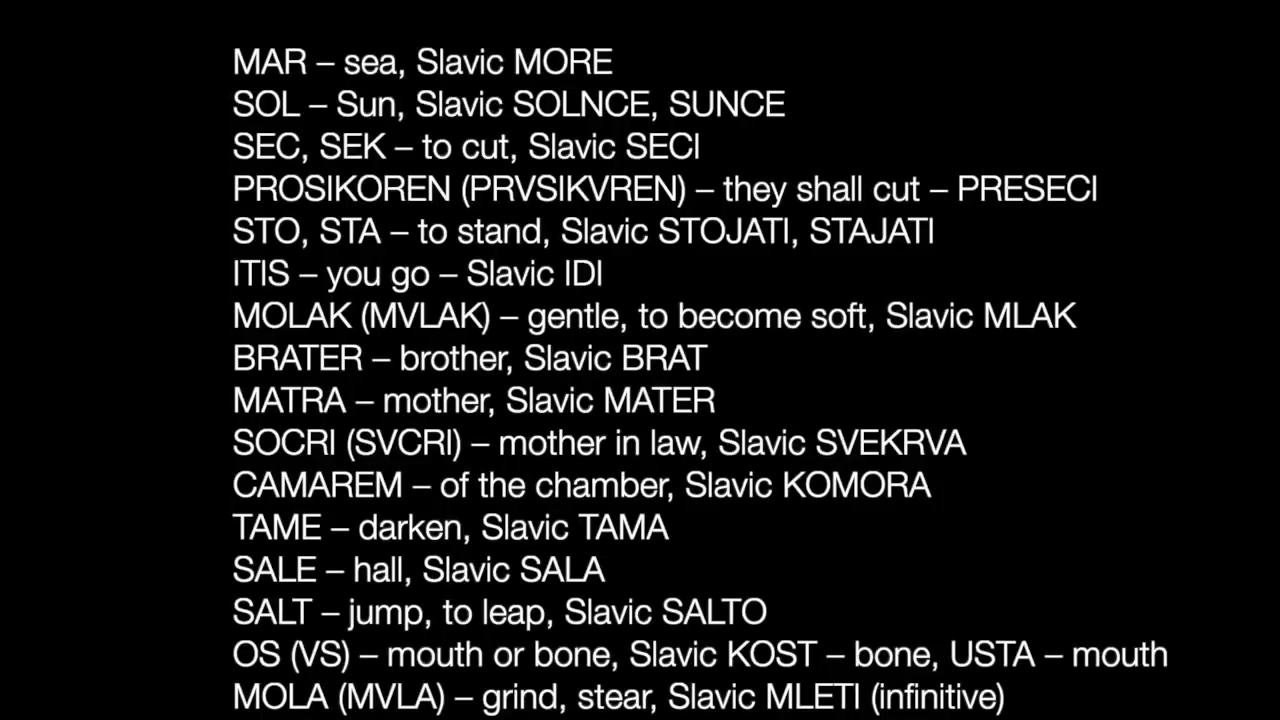 MAR – sea, Slavic MORE
SOL – Sun, Slavic SOLNCE, SUNCE
SEC, SEK – to cut, Slavic SECI
PROSIKOREN (PRVSIKVREN) – they shall cut – PRESECI
STO, STA – to stand, Slavic STOJATI, STAJATI
ITIS – you go – Slavic IDI
MOLAK (MVLAK) – gentle, to become soft, Slavic MLAK
BRATER – brother, Slavic BRAT
MATRA – mother, Slavic MATER
SOCRI (SVCRI) – mother in law, Slavic SVEKRVA
CAMAREM – of the chamber, Slavic KOMORA
TAME – darken, Slavic TAMA
SALE – hall, Slavic SALA
SALT – jump, to leap, Slavic SALTO
OS (VS) – mouth or bone, Slavic KOST – bone, USTA – mouth
MOLA (MVLA) – grind, stear, Slavic MLETI (infinitive)